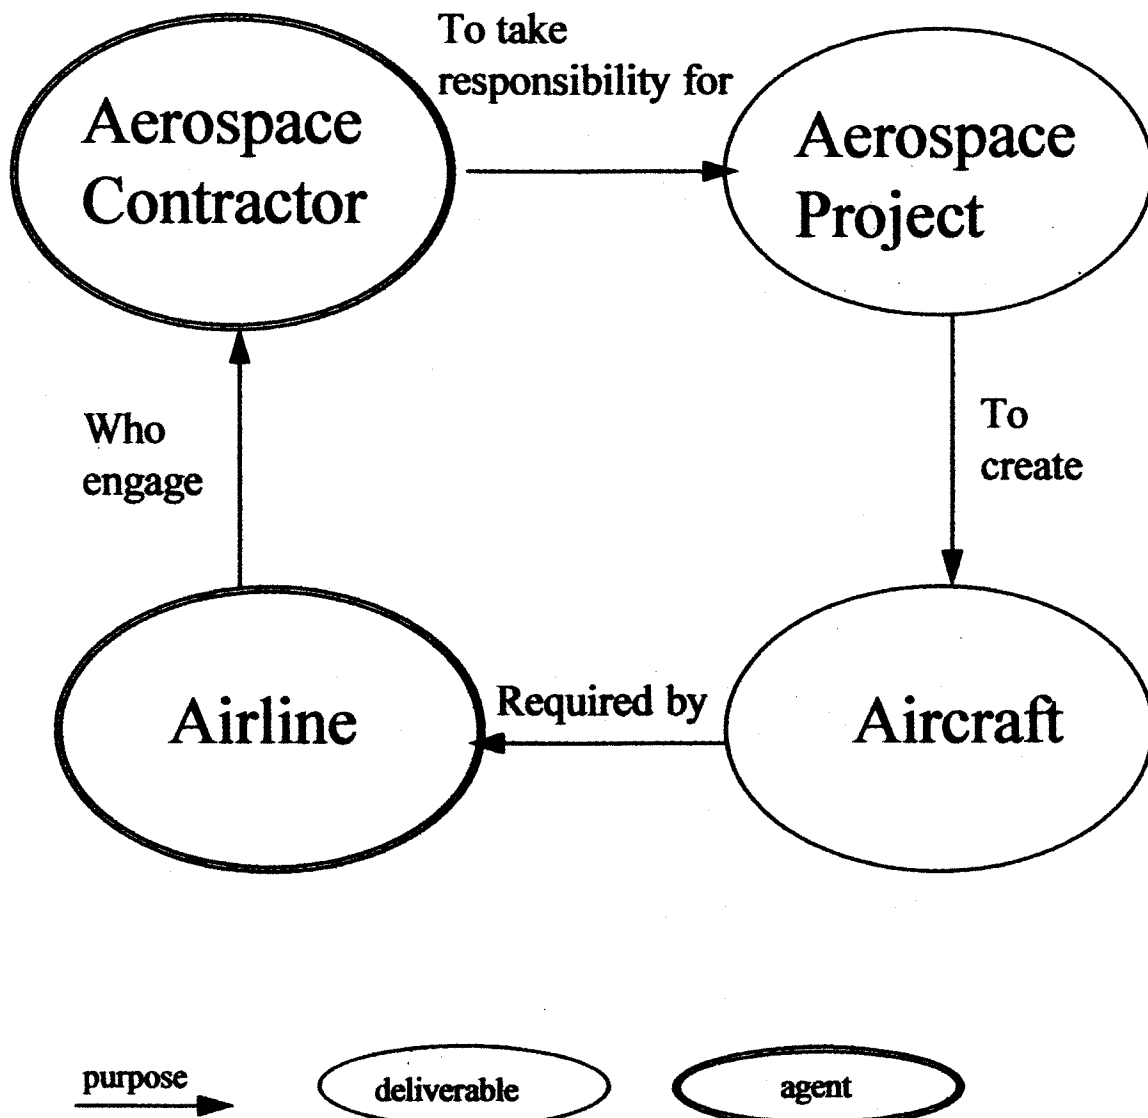 To take
responsibility for
Aerospace
Contractor
Aerospace
Project
Who
engage
To
create
Airline
Required by
Aircraft
purpose
deliverable
agent